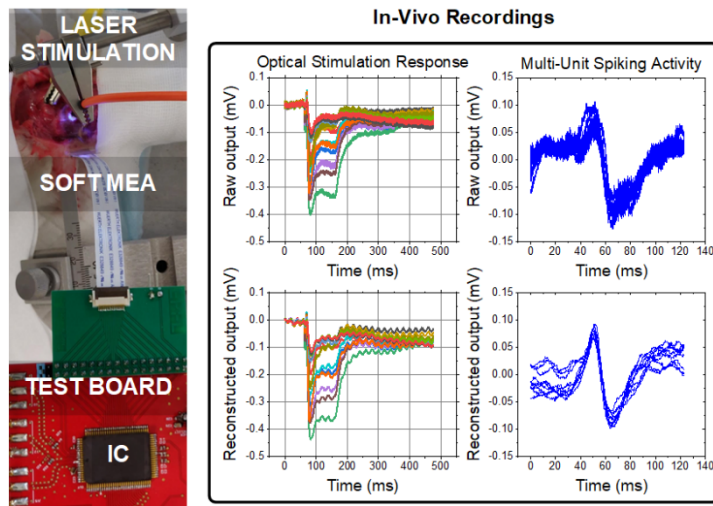 LASER
STIMULATION
SOFT MEA
TEST BOARD
IC
In-Vivo Recordings
Optical Stimulation Response
Raw output (mV)
0.1
0.0
-0.1
-0.2
-0.3
-0.4
-0.5
0 100 200 300 400 500
Time (ms)
Multi-Unit Spiking Activity
Raw output (mV)
0.15
0.10
0.05
0.00
-0.05
-0.10
-0.15
0 20 40 60 80 100 120 140
Time (ms)
Reconstructed output (mV)
0.1
0.0
-0.1
-0.2
-0.3
-0.4
-0.5
0 100 200 300 400 500
Time (ms)
Reconstructed output (mV)
0.15
0.10
0.05
0.00
-0.05
-0.10
-0.15
0 20 40 60 80 100 120 140
Time (ms)